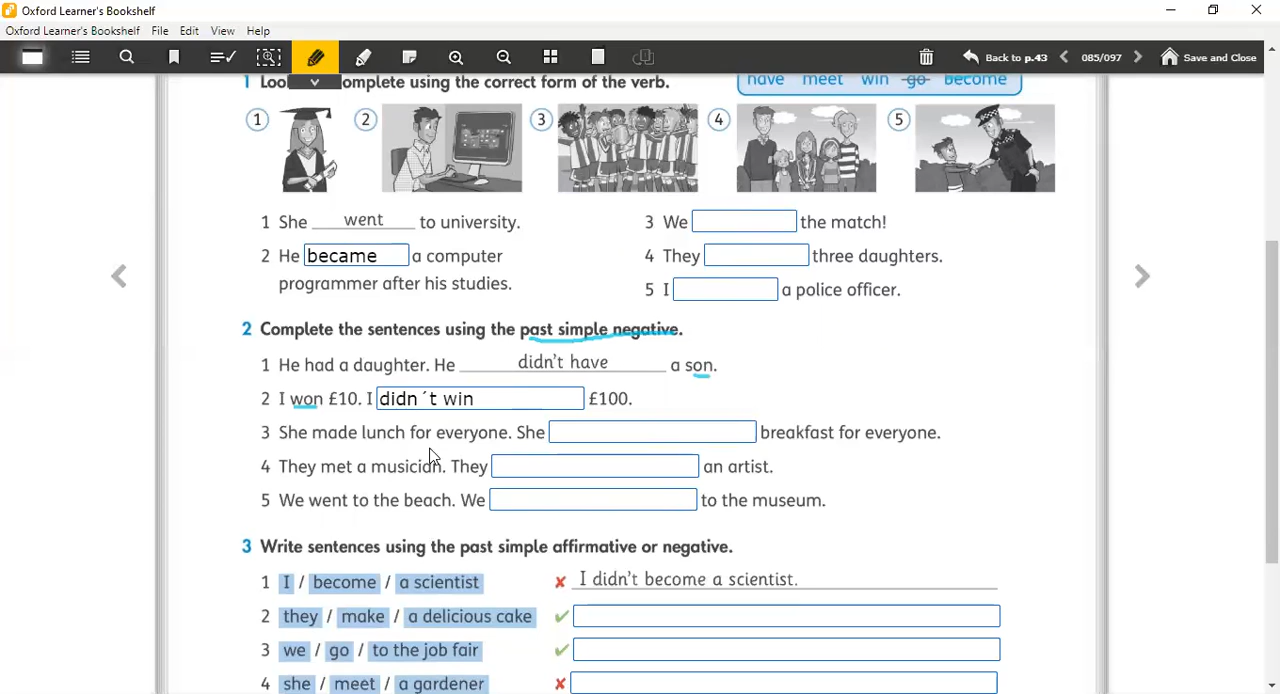 Oxford Learner's Bookshelf
Oxford Learner's Bookshelf File Edit View Help
Back to p.43 085/097 Save and Close
1 Loo omplete using the correct form of the verb.
have meet win go become
1 2 3 4 5
1 She went to university.
2 He became a computer
programmer after his studies.
3 We the match!
4 They three daughters.
5 I a police officer.
2 Complete the sentences using the past simple negative.
1 He had a daughter. He didn't have a son.
2 I won £10. I didn´t win £100.
3 She made lunch for everyone. She breakfast for everyone.
4 They met a musician. They an artist.
5 We went to the beach. We to the museum.
3 Write sentences using the past simple affirmative or negative.
1 I / become / a scientist ✗ I didn't become a scientist.
2 they / make / a delicious cake ✓
3 we / go / to the job fair ✓
4 she / meet / a gardener ✗